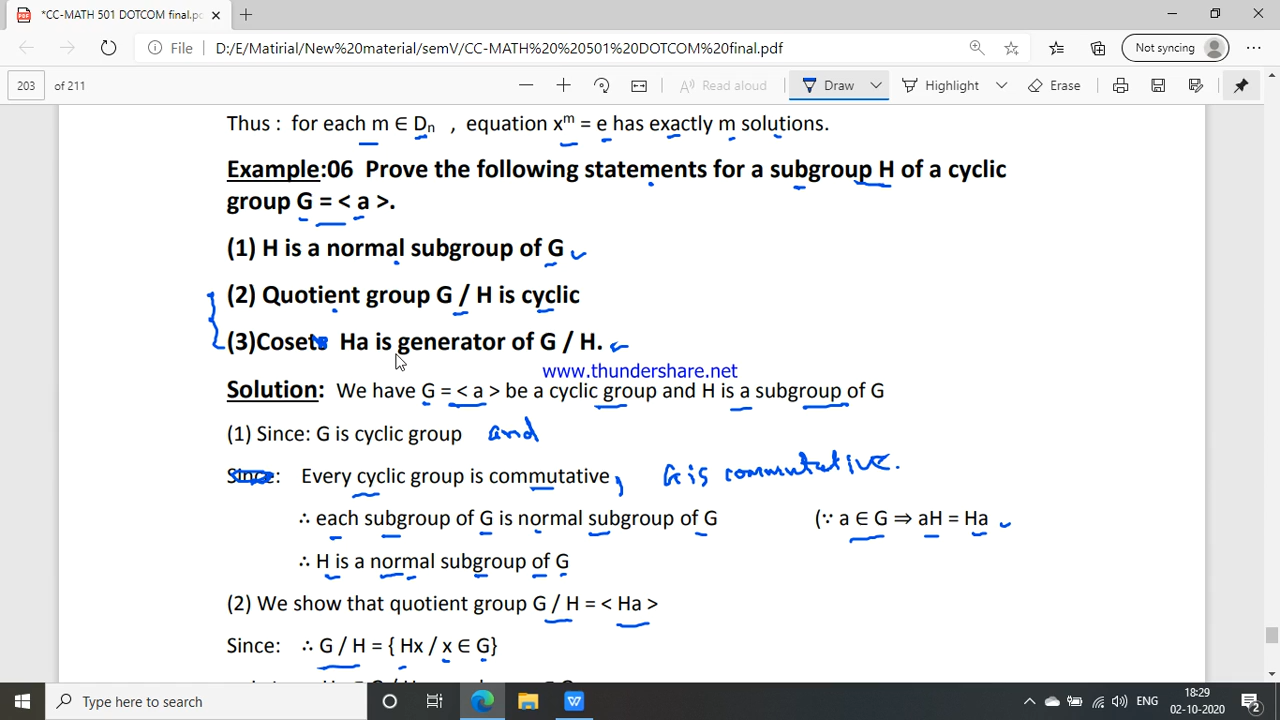 *CC-MATH 501 DOTCOM final.pd
File D:/E/Matirial/New%20material/semV/CC-MATH%20%20501%20DOTCOM%20final.pdf Not syncing
203 of 211 Read aloud Draw Highlight Erase
Thus : for each m ∈ Dn , equation xᵐ = e has exactly m solutions.
Example:06 Prove the following statements for a subgroup H of a cyclic
group G = < a >.
(1) H is a normal subgroup of G
(2) Quotient group G / H is cyclic
(3)Coset Ha is generator of G / H.
www.thundershare.net
Solution: We have G = < a > be a cyclic group and H is a subgroup of G
(1) Since: G is cyclic group and
Since: Every cyclic group is commutative, G is commutative.
∴ each subgroup of G is normal subgroup of G (∵ a ∈ G ⇒ aH = Ha
∴ H is a normal subgroup of G
(2) We show that quotient group G / H = < Ha >
Since: ∴ G / H = { Hx / x ∈ G}
Type here to search ENG 18:29
02-10-2020 2